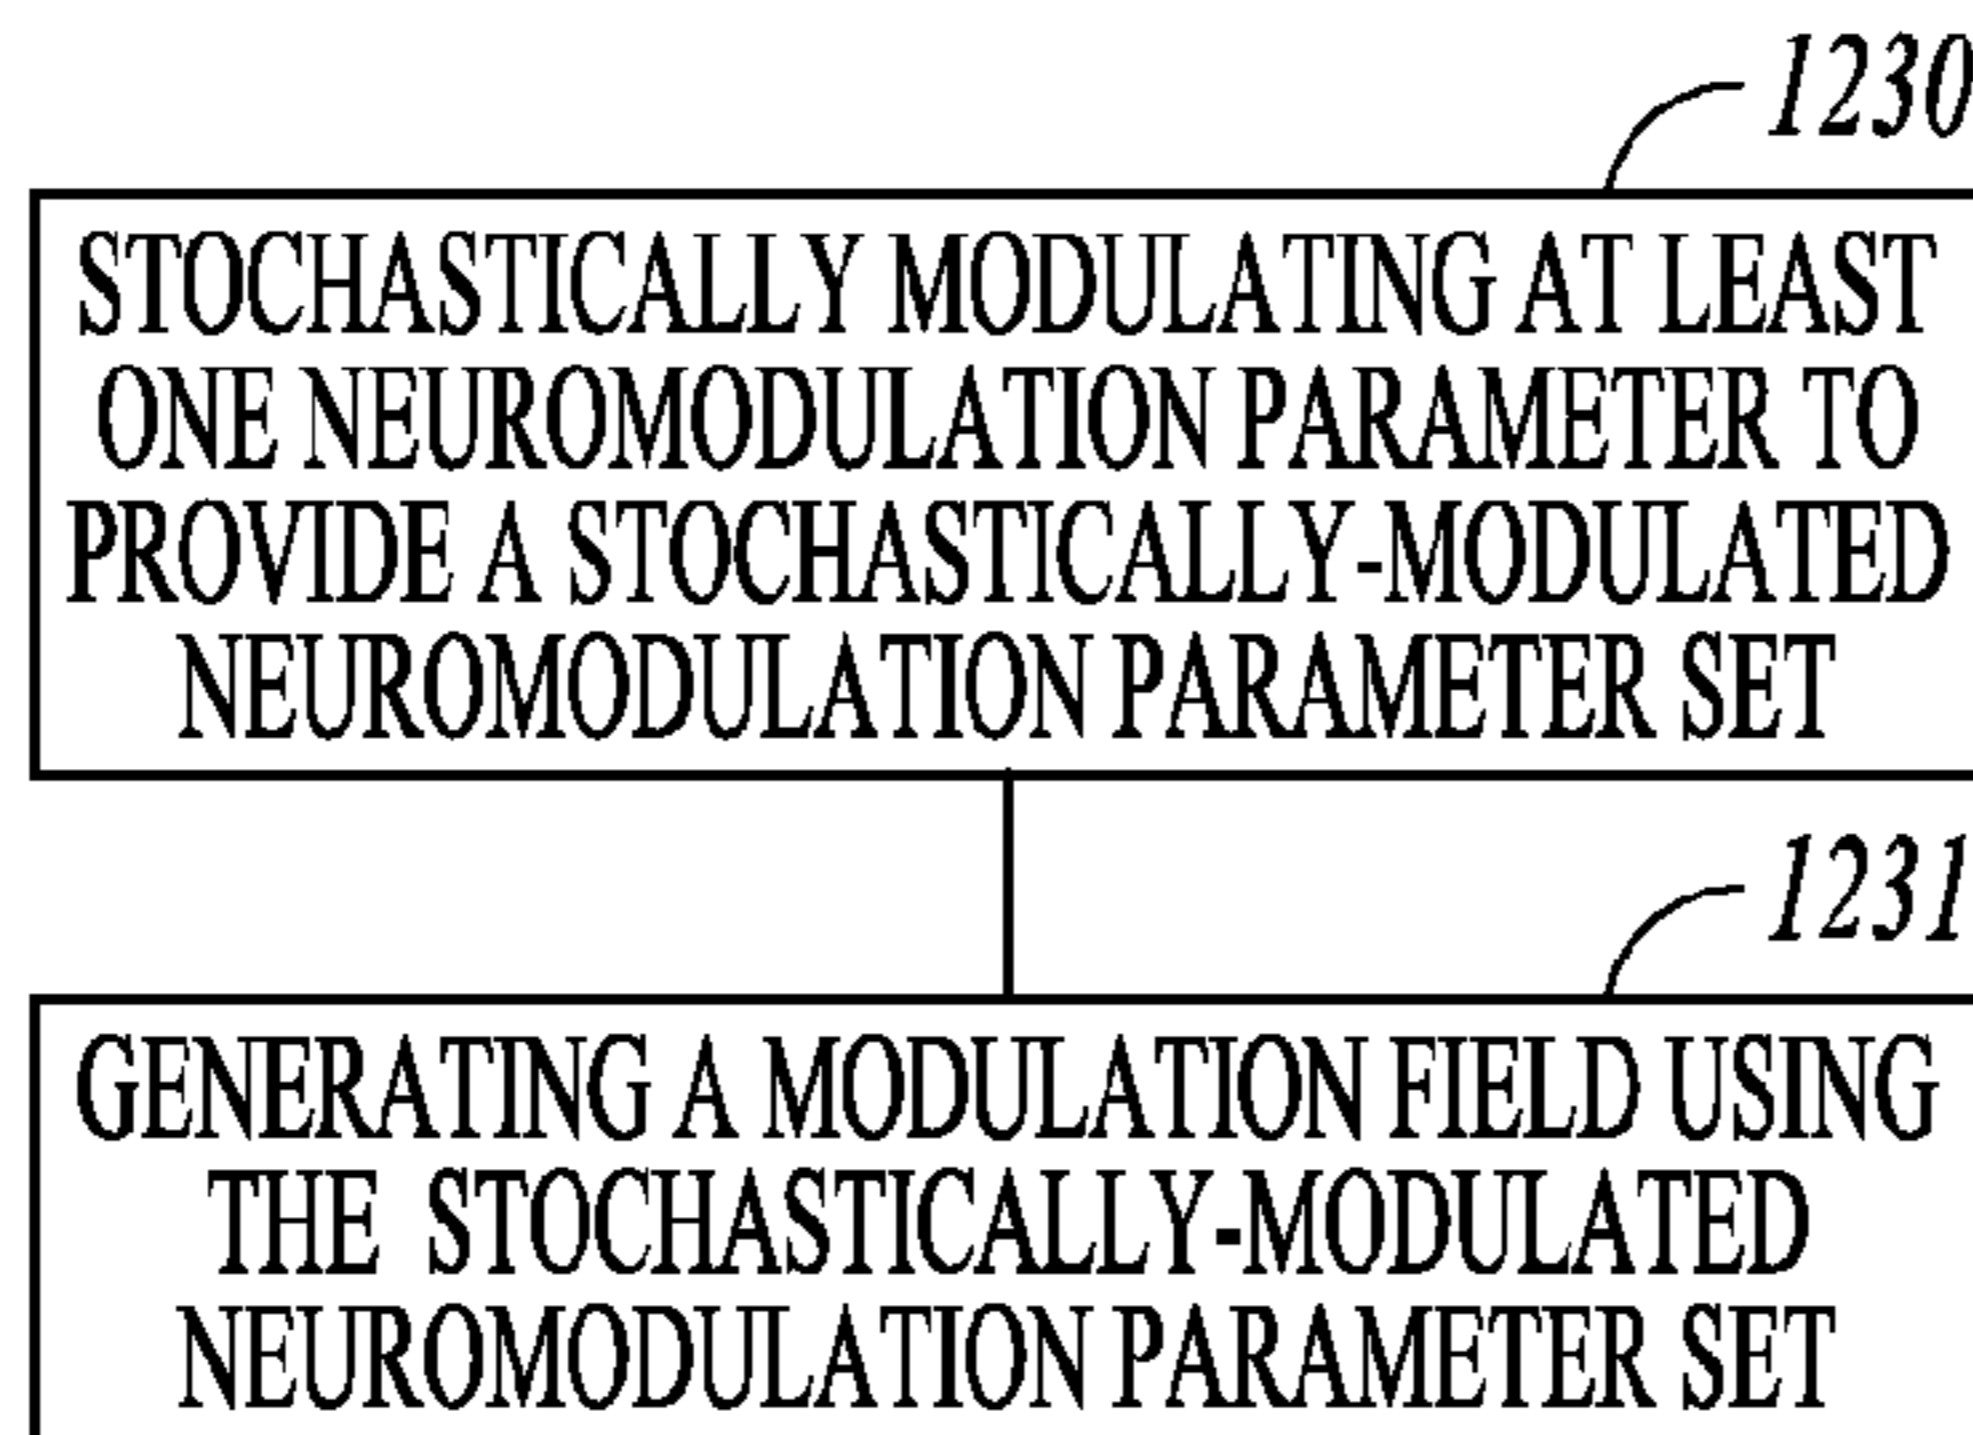 1230
STOCHASTICALLY MODULATING AT LEAST
ONE NEUROMODULATION PARAMETER TO
PROVIDE A STOCHASTICALLY-MODULATED
NEUROMODULATION PARAMETER SET
1231
GENERATING A MODULATION FIELD USING
THE STOCHASTICALLY-MODULATED
NEUROMODULATION PARAMETER SET